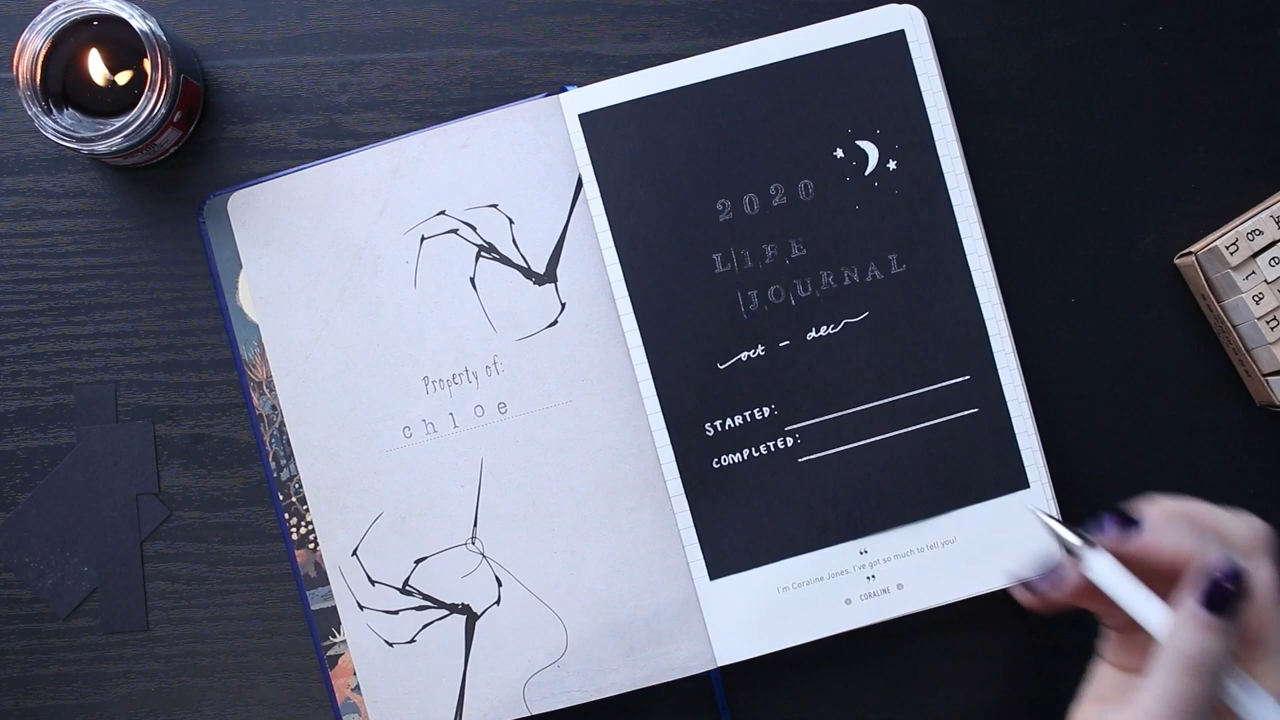 Property of:
chloe
2020
LIFE
JOURNAL
oct - dec
STARTED:
COMPLETED:
“
I'm Coraline Jones. I've got so much to tell you!
”
CORALINE